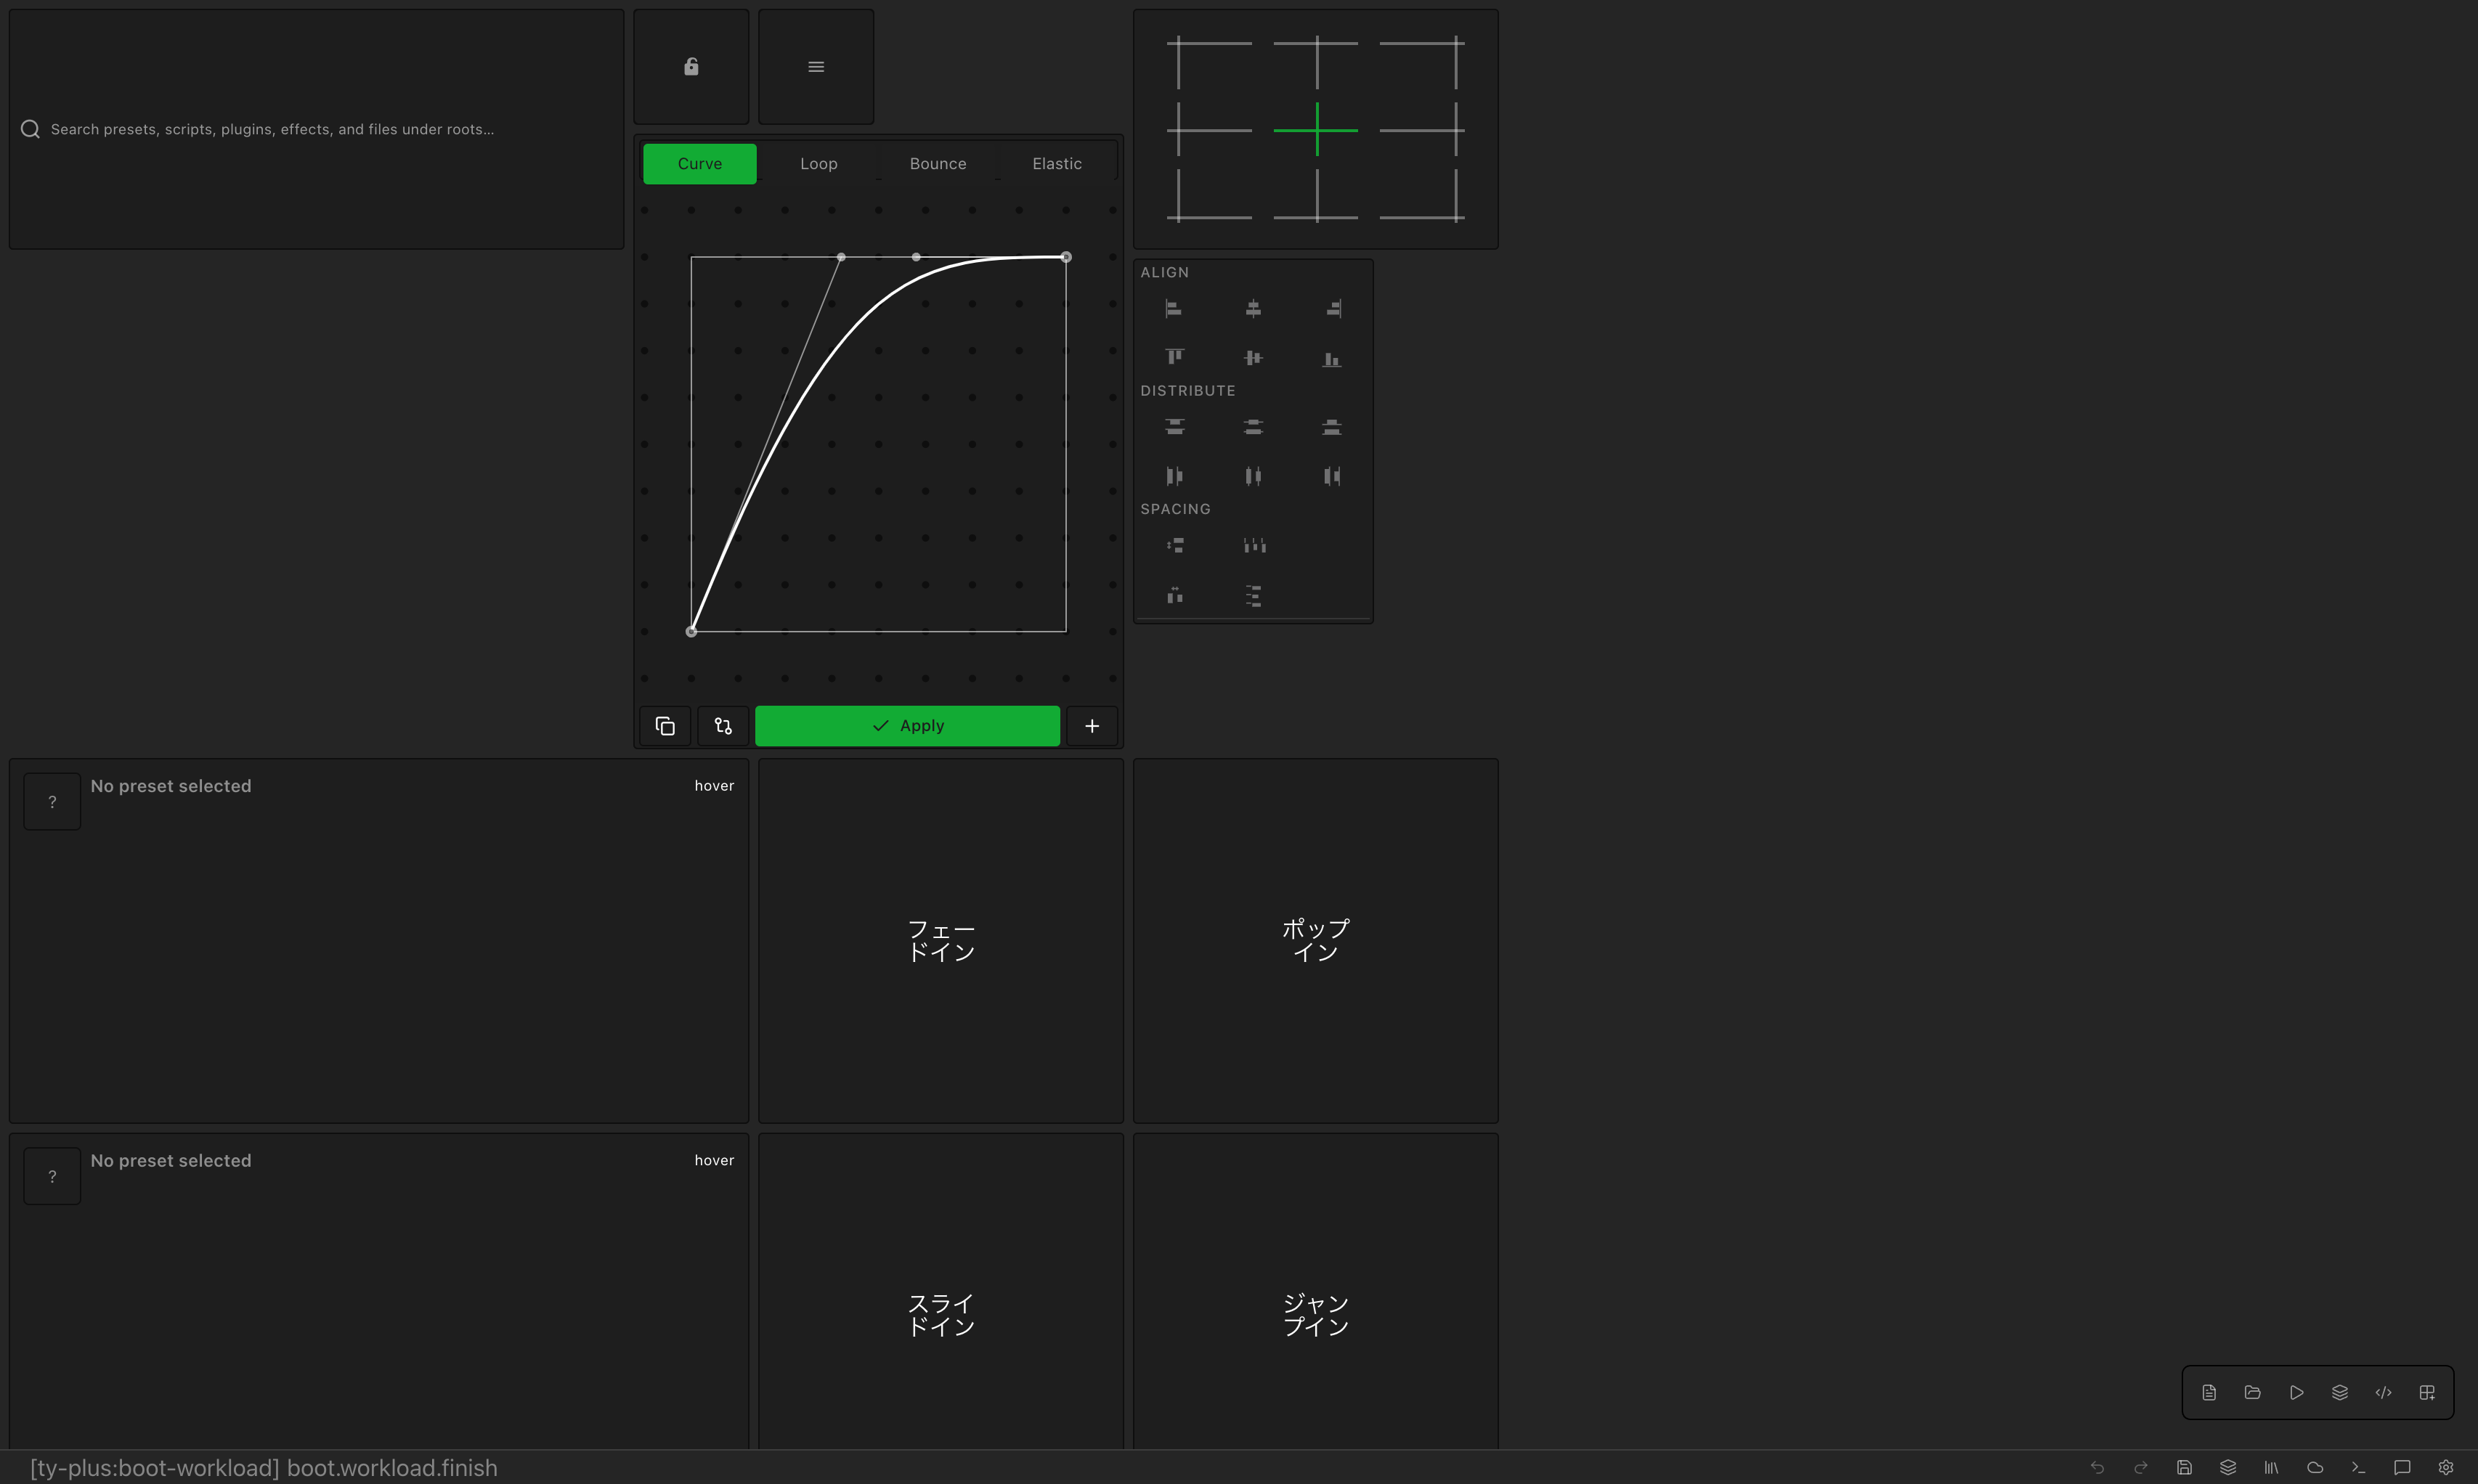 Search presets, scripts, plugins, effects, and files under roots...
Curve
Loop
Bounce
Elastic
Apply
ALIGN
DISTRIBUTE
SPACING
?
No preset selected
hover
フェー
ドイン
ポップ
イン
?
No preset selected
hover
スライ
ドイン
ジャン
プイン
[ty-plus:boot-workload] boot.workload.finish